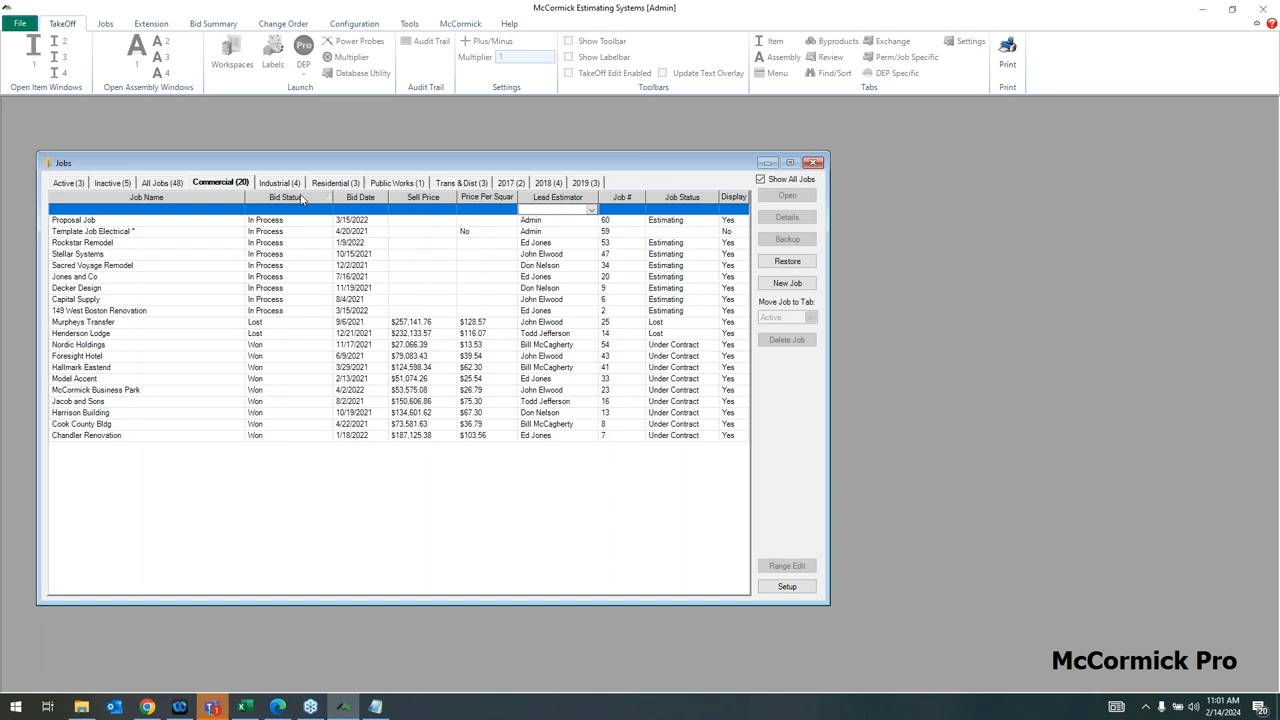 McCormick Estimating Systems [Admin]
File TakeOff Jobs Extension Bid Summary Change Order Configuration Tools McCormick Help
I 2 A 2 Pro Power Probes Audit Trail Plus/Minus Show Toolbar Item Byproducts Exchange Settings
I 3 A 3 Multiplier Multiplier 1 Show Labelbar Assembly Review Perm/Job Specific
1 I 4 1 A 4 Workspaces Labels DEP Database Utility TakeOff Edit Enabled Update Text Overlay Menu Find/Sort DEP Specific Print
Open Item Windows Open Assembly Windows Launch Audit Trail Settings Toolbars Tabs Print
Jobs
Active (3) Inactive (5) All Jobs (48) Commercial (20) Industrial (4) Residential (3) Public Works (1) Trans & Dist (3) 2017 (2) 2018 (4) 2019 (3) Show All Jobs
Job Name Bid Status Bid Date Sell Price Price Per Squar Lead Estimator Job # Job Status Display Open
Proposal Job In Process 3/15/2022 Admin 60 Estimating Yes Details
Template Job Electrical * In Process 4/20/2021 No Admin 59 No
Rockstar Remodel In Process 1/9/2022 Ed Jones 53 Estimating Yes Backup
Stellar Systems In Process 10/15/2021 John Elwood 47 Estimating Yes
Sacred Voyage Remodel In Process 12/2/2021 Don Nelson 34 Estimating Yes Restore
Jones and Co In Process 7/16/2021 Ed Jones 20 Estimating Yes
Decker Design In Process 11/19/2021 Don Nelson 9 Estimating Yes New Job
Capital Supply In Process 8/4/2021 John Elwood 6 Estimating Yes Move Job to Tab:
149 West Boston Renovation In Process 3/15/2022 Ed Jones 2 Estimating Yes Active
Murpheys Transfer Lost 9/6/2021 $257,141.76 $128.57 John Elwood 25 Lost Yes
Henderson Lodge Lost 12/21/2021 $232,133.57 $116.07 Todd Jefferson 14 Lost Yes Delete Job
Nordic Holdings Won 11/17/2021 $27,066.39 $13.53 Bill McCagherty 54 Under Contract Yes
Foresight Hotel Won 6/9/2021 $79,083.43 $39.54 John Elwood 43 Under Contract Yes
Hallmark Eastend Won 3/29/2021 $124,598.34 $62.30 Bill McCagherty 41 Under Contract Yes
Model Accent Won 2/13/2021 $51,074.26 $25.54 Ed Jones 33 Under Contract Yes
McCormick Business Park Won 4/2/2022 $53,575.08 $26.79 John Elwood 23 Under Contract Yes
Jacob and Sons Won 8/2/2021 $150,606.86 $75.30 Todd Jefferson 16 Under Contract Yes
Harrison Building Won 10/19/2021 $134,601.62 $67.30 Don Nelson 13 Under Contract Yes
Cook County Bldg Won 4/22/2021 $73,581.63 $36.79 Bill McCagherty 8 Under Contract Yes
Chandler Renovation Won 1/18/2022 $187,125.38 $103.56 Ed Jones 7 Under Contract Yes
Range Edit
Setup
McCormick Pro
11:01 AM
2/14/2024
20